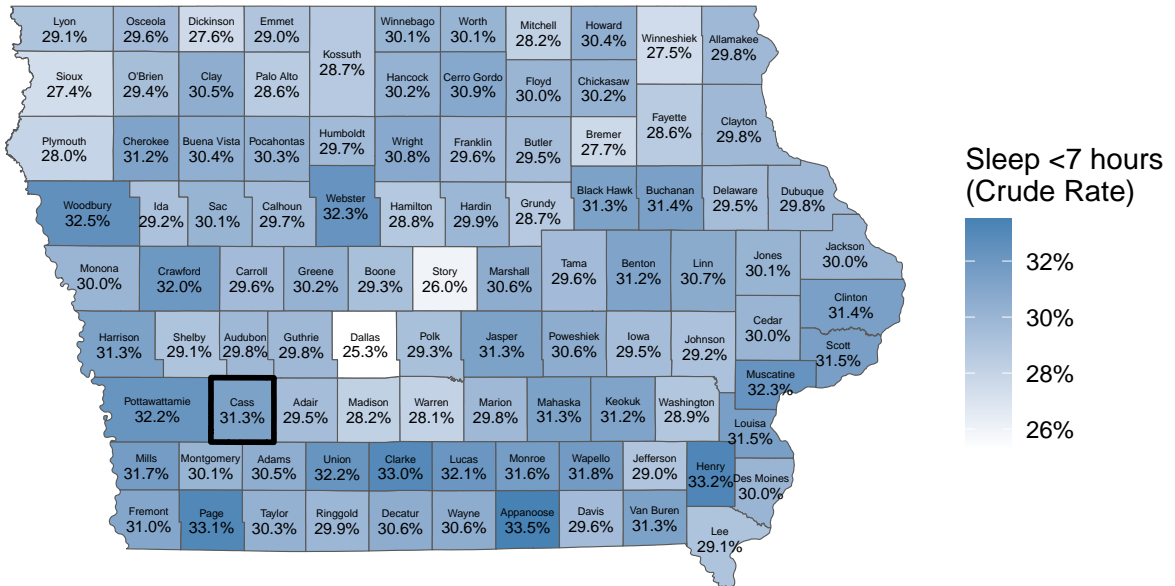 Lyon
29.1%
Osceola
29.6%
Dickinson
27.6%
Emmet
29.0%
Kossuth
28.7%
Winnebago
30.1%
Worth
30.1%
Mitchell
28.2%
Howard
30.4%
Winneshiek
27.5%
Allamakee
29.8%
Sioux
27.4%
O'Brien
29.4%
Clay
30.5%
Palo Alto
28.6%
Hancock
30.2%
Cerro Gordo
30.9%
Floyd
30.0%
Chickasaw
30.2%
Fayette
28.6%
Clayton
29.8%
Plymouth
28.0%
Cherokee
31.2%
Buena Vista
30.4%
Pocahontas
30.3%
Humboldt
29.7%
Wright
30.8%
Franklin
29.6%
Butler
29.5%
Bremer
27.7%
Woodbury
32.5%
Ida
29.2%
Sac
30.1%
Calhoun
29.7%
Webster
32.3%
Hamilton
28.8%
Hardin
29.9%
Grundy
28.7%
Black Hawk
31.3%
Buchanan
31.4%
Delaware
29.5%
Dubuque
29.8%
Monona
30.0%
Crawford
32.0%
Carroll
29.6%
Greene
30.2%
Boone
29.3%
Story
26.0%
Marshall
30.6%
Tama
29.6%
Benton
31.2%
Linn
30.7%
Jones
30.1%
Jackson
30.0%
Clinton
31.4%
Harrison
31.3%
Shelby
29.1%
Audubon
29.8%
Guthrie
29.8%
Dallas
25.3%
Polk
29.3%
Jasper
31.3%
Poweshiek
30.6%
Iowa
29.5%
Johnson
29.2%
Cedar
30.0%
Scott
31.5%
Muscatine
32.3%
Pottawattamie
32.2%
Cass
31.3%
Adair
29.5%
Madison
28.2%
Warren
28.1%
Marion
29.8%
Mahaska
31.3%
Keokuk
31.2%
Washington
28.9%
Louisa
31.5%
Mills
31.7%
Montgomery
30.1%
Adams
30.5%
Union
32.2%
Clarke
33.0%
Lucas
32.1%
Monroe
31.6%
Wapello
31.8%
Jefferson
29.0%
Henry
33.2%
Des Moines
30.0%
Fremont
31.0%
Page
33.1%
Taylor
30.3%
Ringgold
29.9%
Decatur
30.6%
Wayne
30.6%
Appanoose
33.5%
Davis
29.6%
Van Buren
31.3%
Lee
29.1%
Sleep <7 hours
(Crude Rate)
32%
30%
28%
26%